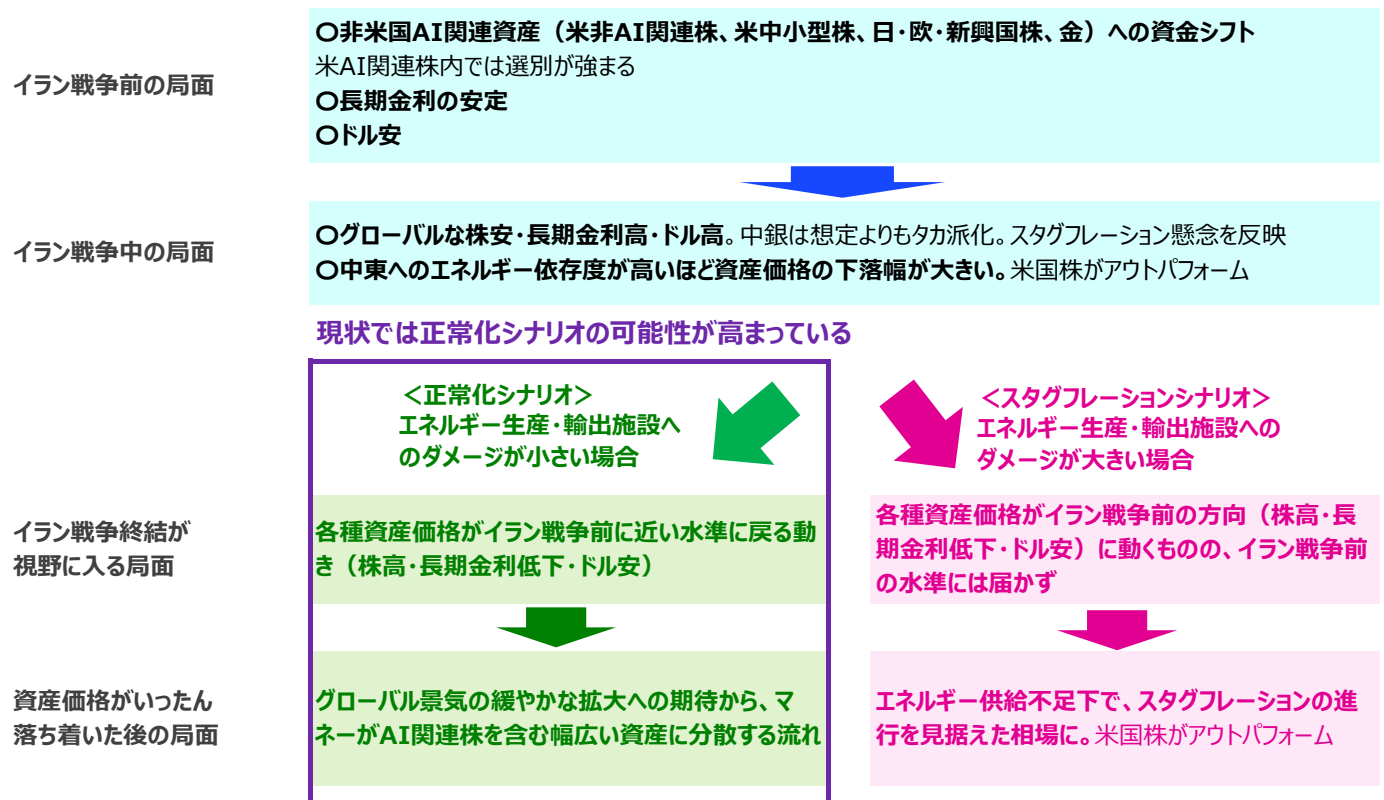 イラン戦争前の局面
〇非米国AI関連資産（米非AI関連株、米中小型株、日・欧・新興国株、金）への資金シフト
米AI関連株内では選別が強まる
〇長期金利の安定
〇ドル安
イラン戦争中の局面
〇グローバルな株安・長期金利高・ドル高。中銀は想定よりもタカ派化。スタグフレーション懸念を反映
〇中東へのエネルギー依存度が高いほど資産価格の下落幅が大きい。米国株がアウトパフォーム
現状では正常化シナリオの可能性が高まっている
＜正常化シナリオ＞
エネルギー生産・輸出施設へ
のダメージが小さい場合
＜スタグフレーションシナリオ＞
エネルギー生産・輸出施設への
ダメージが大きい場合
イラン戦争終結が
視野に入る局面
各種資産価格がイラン戦争前に近い水準に戻る動
き（株高・長期金利低下・ドル安）
各種資産価格がイラン戦争前の方向（株高・長
期金利低下・ドル安）に動くものの、イラン戦争前
の水準には届かず
資産価格がいったん
落ち着いた後の局面
グローバル景気の緩やかな拡大への期待から、マ
ネーがAI関連株を含む幅広い資産に分散する流れ
エネルギー供給不足下で、スタグフレーションの進
行を見据えた相場に。米国株がアウトパフォーム